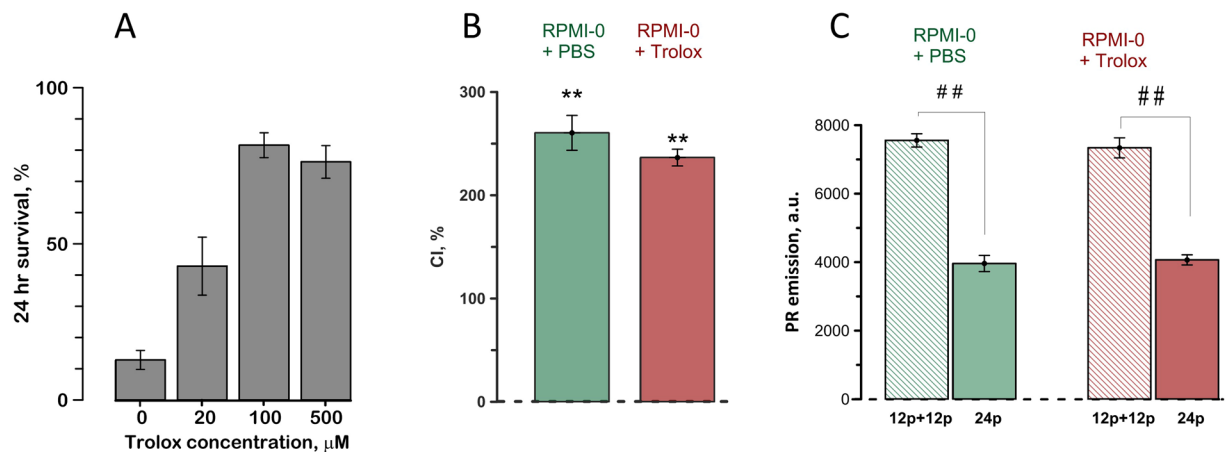 A
100
50
0
24 hr survival, %
0 20 100 500
Trolox concentration, μM
B
RPMI-0
+ PBS
RPMI-0
+ Trolox
300
200
100
0
CI, %
**
**
C
RPMI-0
+ PBS
RPMI-0
+ Trolox
##
##
8000
6000
4000
2000
0
PR emission, a.u.
12p+12p 24p 12p+12p 24p